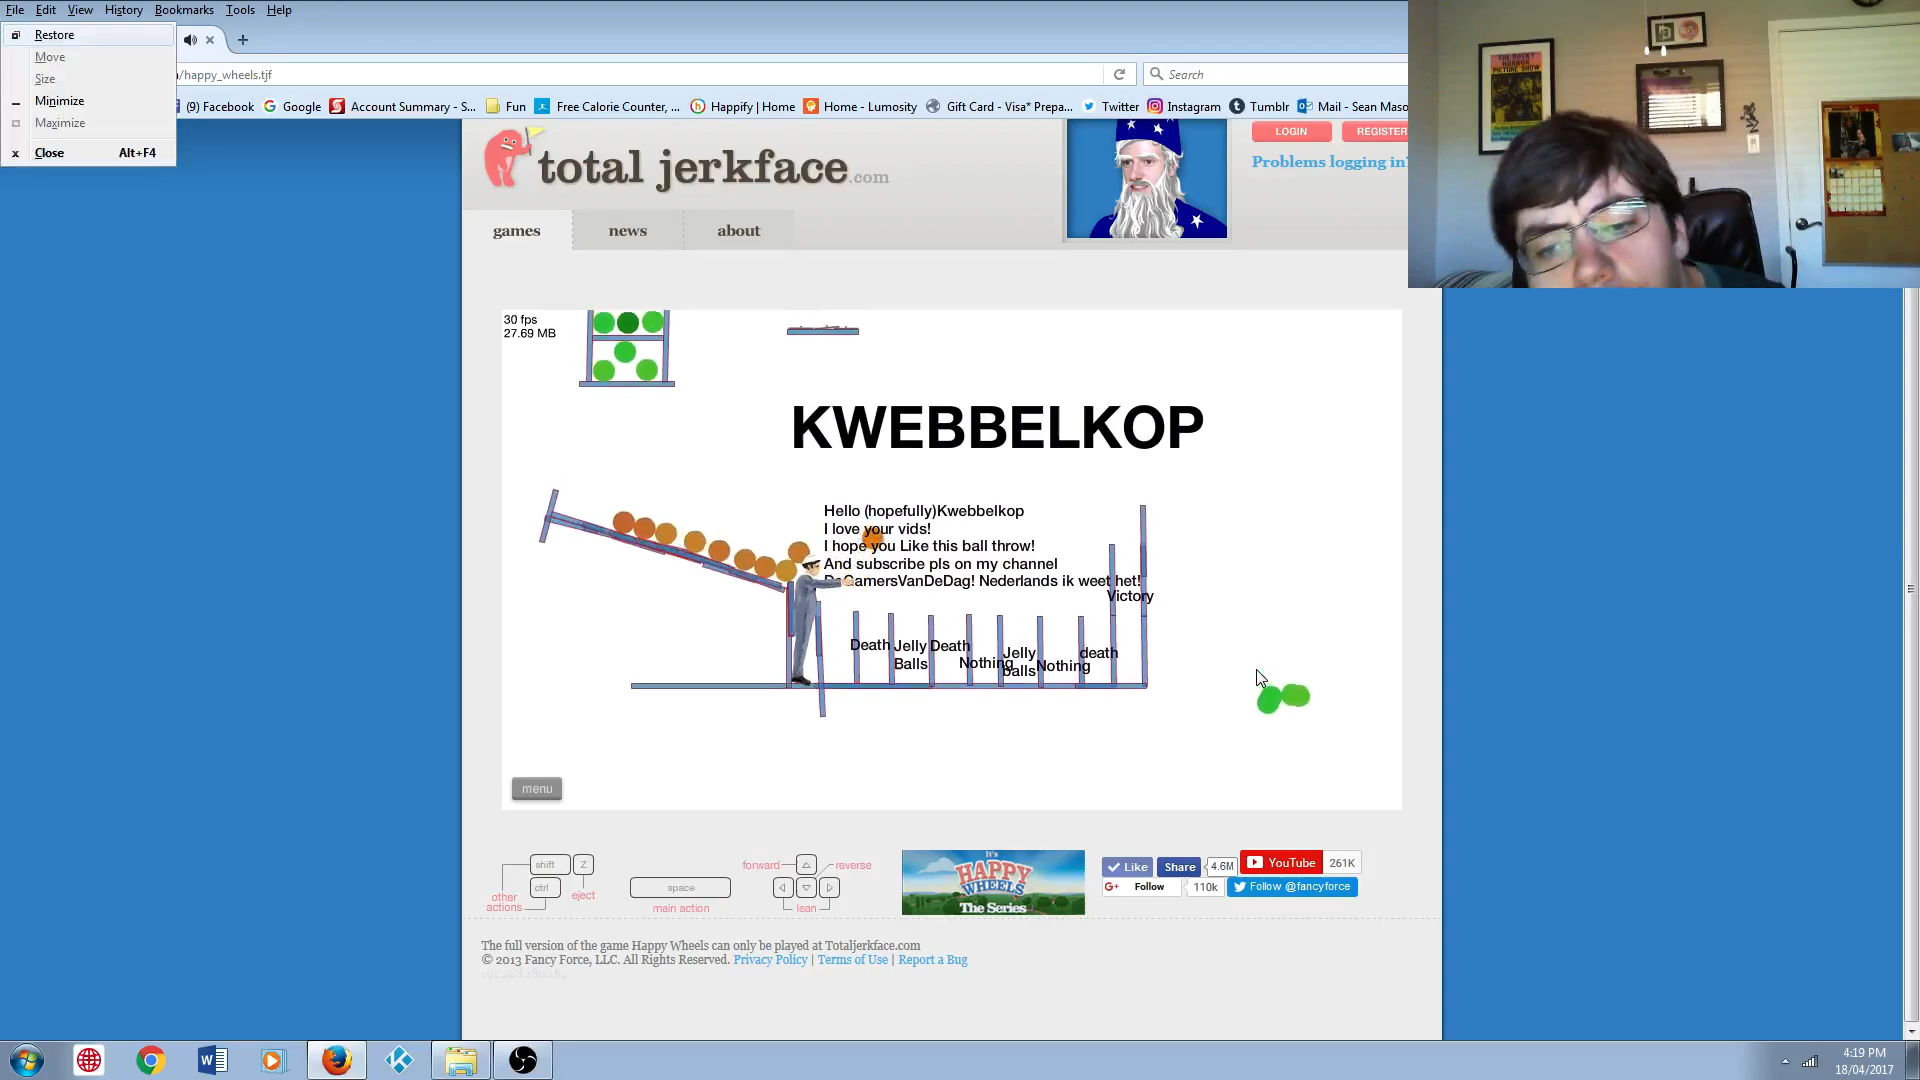 File Edit View History Bookmarks Tools Help
Restore
Move
Size
Minimize
Maximize
Close Alt+F4
/happy_wheels.tjf
Search
(9) Facebook Google Account Summary - S... Fun Free Calorie Counter, ... Happify | Home Home - Lumosity Gift Card - Visa* Prepa... Twitter Instagram Tumblr Mail - Sean Maso
total jerkface.com
LOGIN REGISTER
Problems logging in?
games news about
30 fps
27.69 MB
KWEBBELKOP
Hello (hopefully)Kwebbelkop
I love your vids!
I hope you Like this ball throw!
And subscribe pls on my channel
DaGamersVanDeDag! Nederlands ik weet het!
Victory
Death Jelly Balls Death Nothing Jelly balls Nothing death
menu
shift Z
ctrl
other actions
eject
space
main action
forward reverse
lean
It's
HAPPY
WHEELS
The Series
Like Share 4.6M YouTube 261K
Follow 110k Follow @fancyforce
The full version of the game Happy Wheels can only be played at Totaljerkface.com
© 2013 Fancy Force, LLC. All Rights Reserved. Privacy Policy | Terms of Use | Report a Bug
THE ROCKY
HORROR
PICTURE SHOW
4:19 PM
18/04/2017